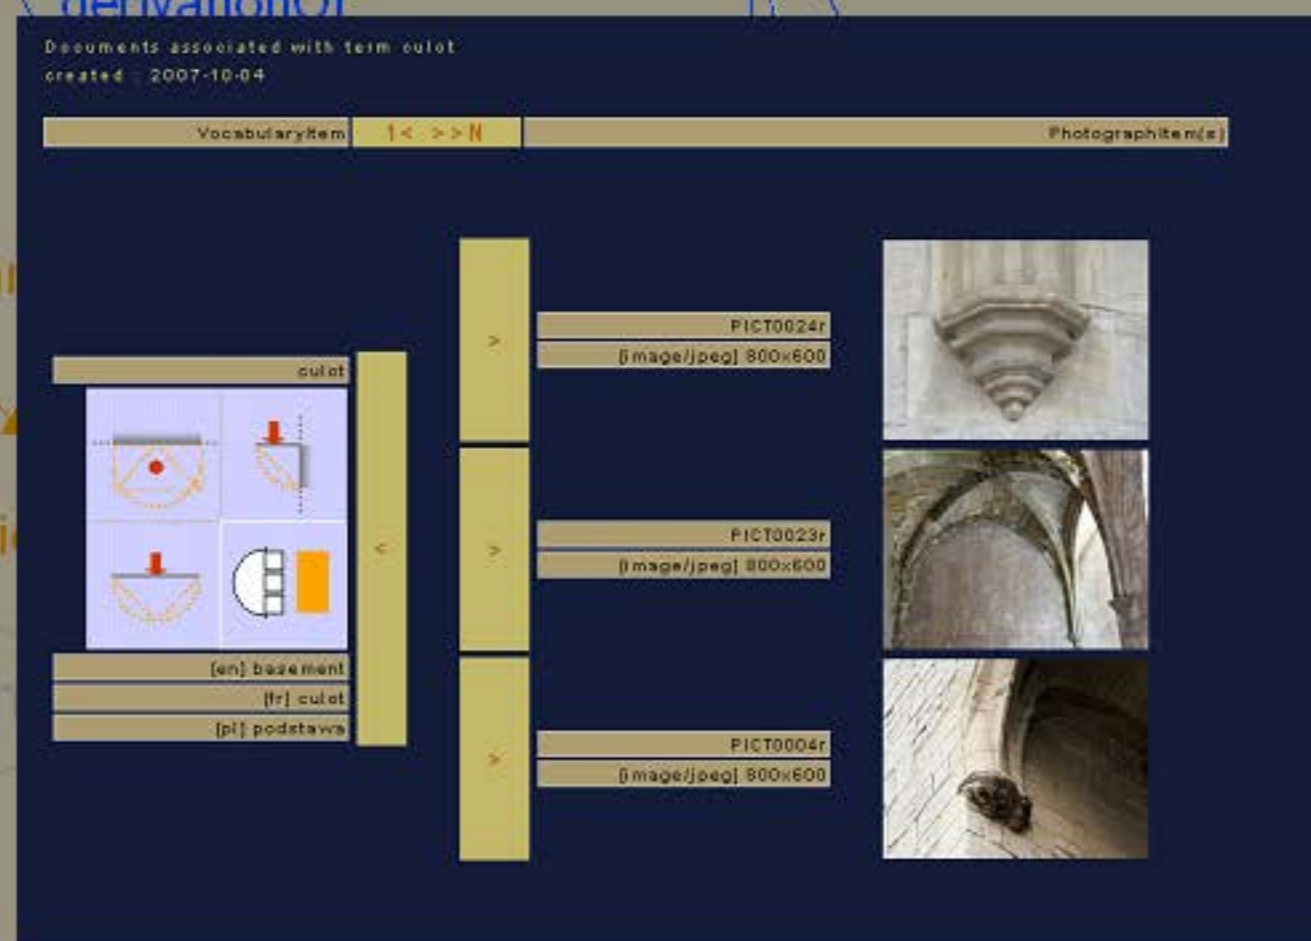 derivationOf
Documents associated with term culot
created : 2007-10-04
VocabularyItem
1< >>N
PhotographItem(s)
>
PICT0024r
[image/jpeg] 800x600
culot
<
>
PICT0023r
[image/jpeg] 800x600
[en] basement
[fr] culot
[pl] podstawa
>
PICT0004r
[image/jpeg] 800x600